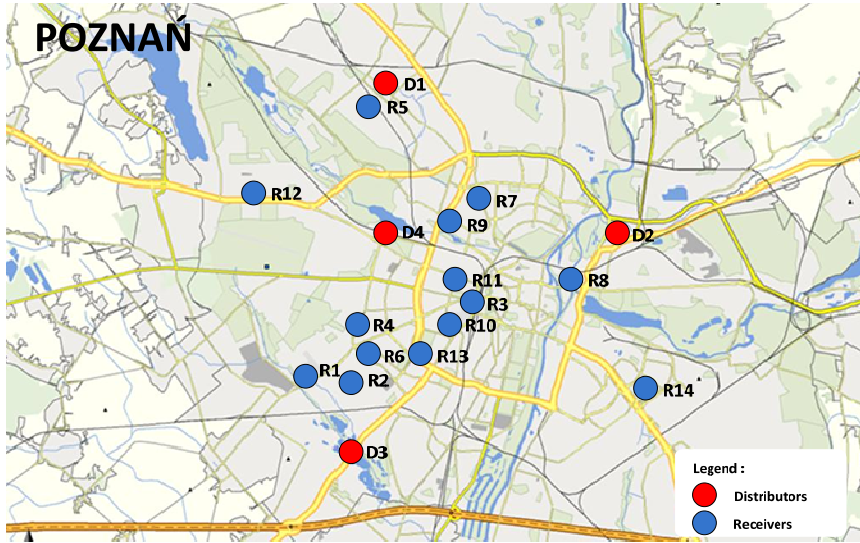 POZNAŃ
D1
R5
R12
R7
R9
D4
D2
R11
R8
R3
R4
R10
R6
R13
R1
R2
R14
D3
Legend :
Distributors
Receivers